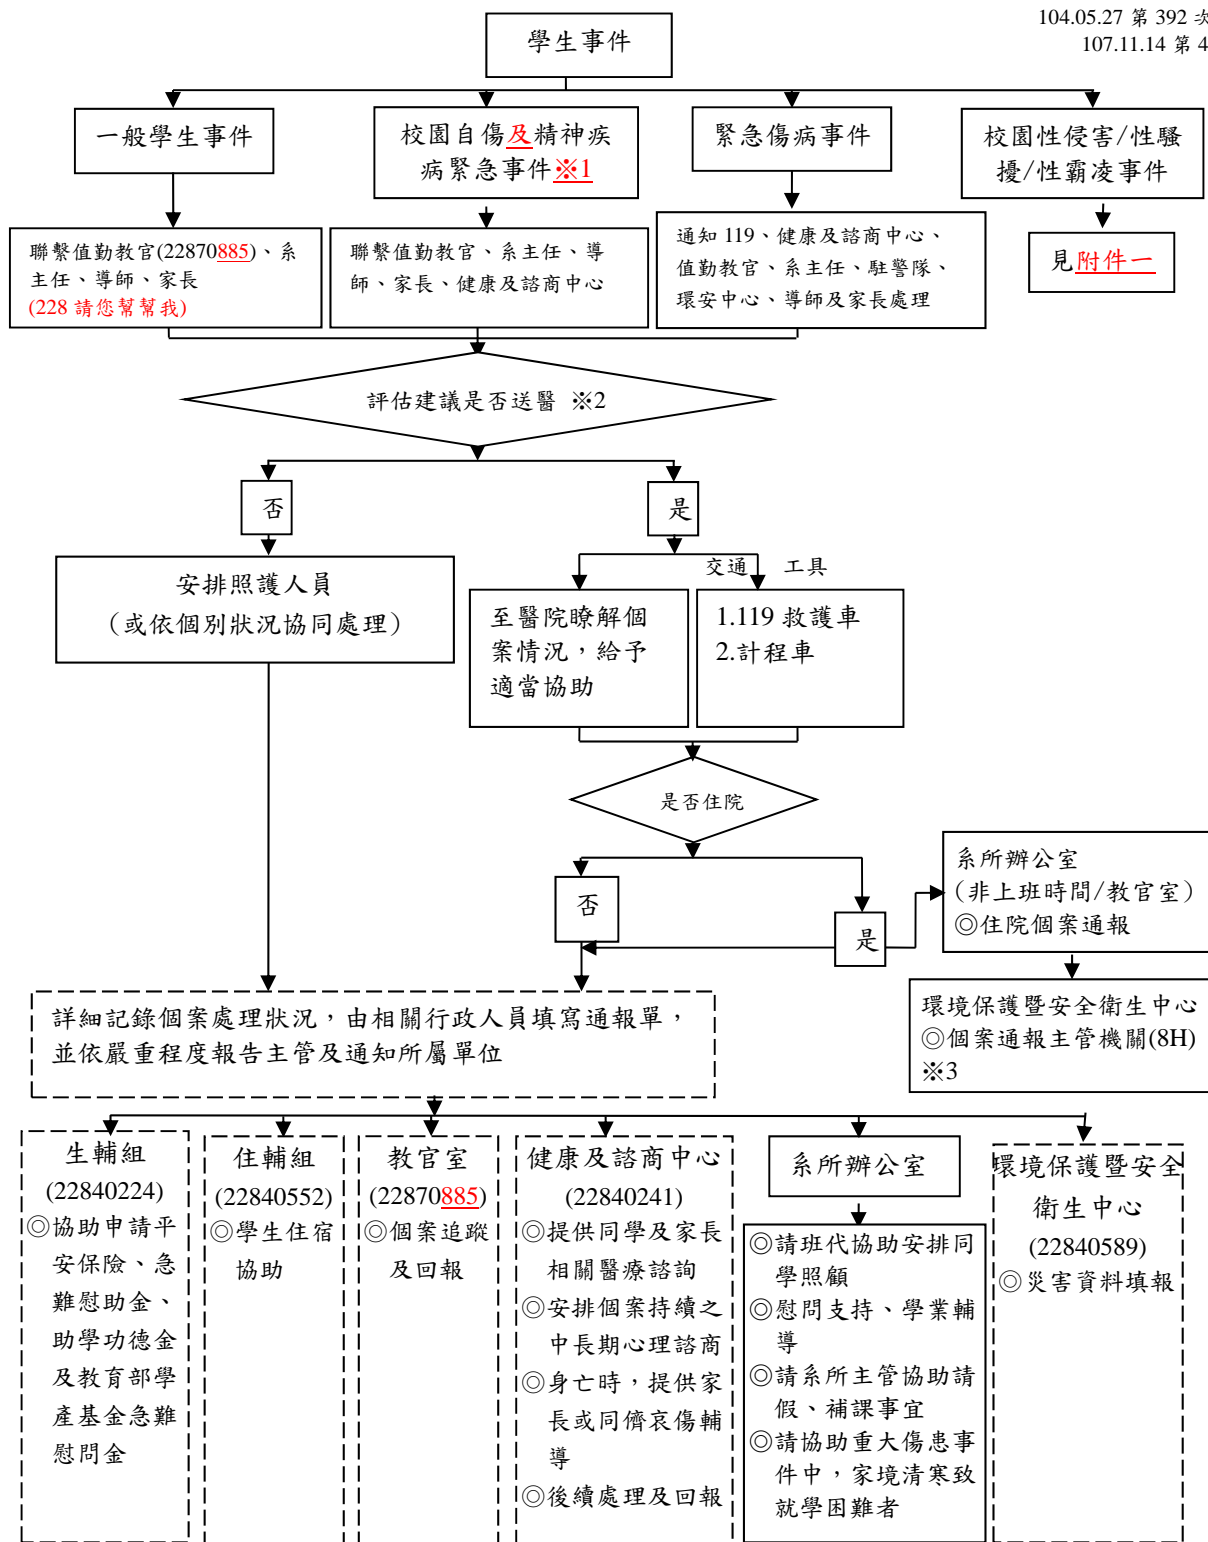 104.05.27 第 392 次
107.11.14 第 4
學生事件
一般學生事件
校園自傷及精神疾
病緊急事件※1
緊急傷病事件
校園性侵害/性騷
擾/性霸凌事件
聯繫值勤教官(22870885)、系
主任、導師、家長
(228 請您幫幫我)
聯繫值勤教官、系主任、導
師、家長、健康及諮商中心
通知 119、健康及諮商中心、
值勤教官、系主任、駐警隊、
環安中心、導師及家長處理
見附件一
評估建議是否送醫 ※2
否
是
安排照護人員
（或依個別狀況協同處理）
交通 工具
至醫院瞭解個
案情況，給予
適當協助
1.119 救護車
2.計程車
是否住院
否
是
系所辦公室
（非上班時間/教官室）
◎住院個案通報
環境保護暨安全衛生中心
◎個案通報主管機關(8H)
※3
詳細記錄個案處理狀況，由相關行政人員填寫通報單，
並依嚴重程度報告主管及通知所屬單位
生輔組
(22840224)
◎協助申請平
安保險、急
難慰助金、
助學功德金
及教育部學
產基金急難
慰問金
住輔組
(22840552)
◎學生住宿
協助
教官室
(22870885)
◎個案追蹤
及回報
健康及諮商中心
(22840241)
◎提供同學及家長
相關醫療諮詢
◎安排個案持續之
中長期心理諮商
◎身亡時，提供家
長或同儕哀傷輔
導
◎後續處理及回報
系所辦公室
◎請班代協助安排同
學照顧
◎慰問支持、學業輔
導
◎請系所主管協助請
假、補課事宜
◎請協助重大傷患事
件中，家境清寒致
就學困難者
環境保護暨安全
衛生中心
(22840589)
◎災害資料填報